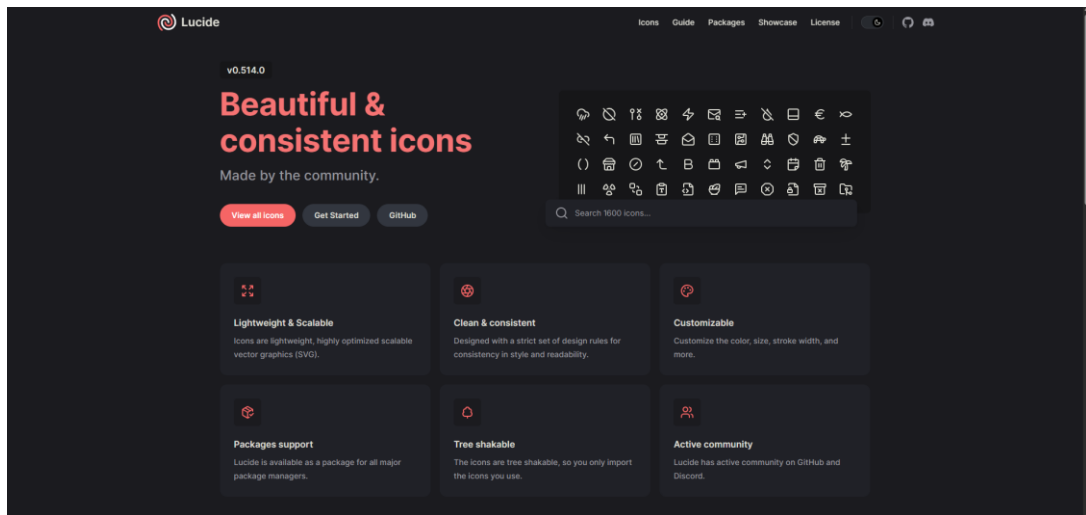 Lucide
Icons Guide Packages Showcase License
v0.514.0
Beautiful &
consistent icons
Made by the community.
View all icons Get Started GitHub
Search 1600 icons...
Lightweight & Scalable
Icons are lightweight, highly optimized scalable
vector graphics (SVG).
Clean & consistent
Designed with a strict set of design rules for
consistency in style and readability.
Customizable
Customize the color, size, stroke width, and
more.
Packages support
Lucide is available as a package for all major
package managers.
Tree shakable
The icons are tree shakable, so you only import
the icons you use.
Active community
Lucide has active community on GitHub and
Discord.